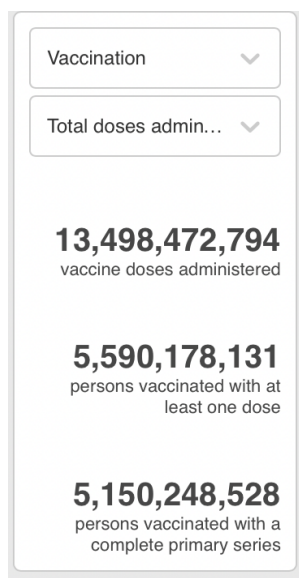 Vaccination
Total doses admin...
13,498,472,794
vaccine doses administered
5,590,178,131
persons vaccinated with at
least one dose
5,150,248,528
persons vaccinated with a
complete primary series